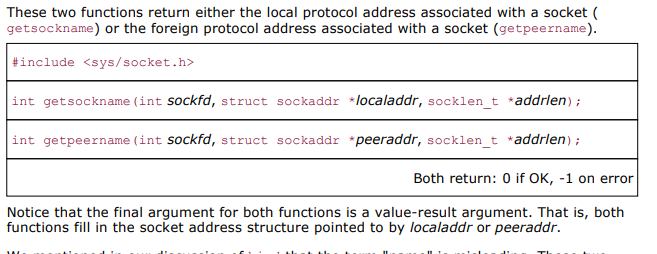 These two functions return either the local protocol address associated with a socket (
getsockname) or the foreign protocol address associated with a socket (getpeername).
#include <sys/socket.h>
int getsockname(int sockfd, struct sockaddr *localaddr, socklen_t *addrlen);
int getpeername(int sockfd, struct sockaddr *peeraddr, socklen_t *addrlen);
Both return: 0 if OK, -1 on error
Notice that the final argument for both functions is a value-result argument. That is, both
functions fill in the socket address structure pointed to by localaddr or peeraddr.
We mentioned in our discussion of that the term "name" is misleading. These two